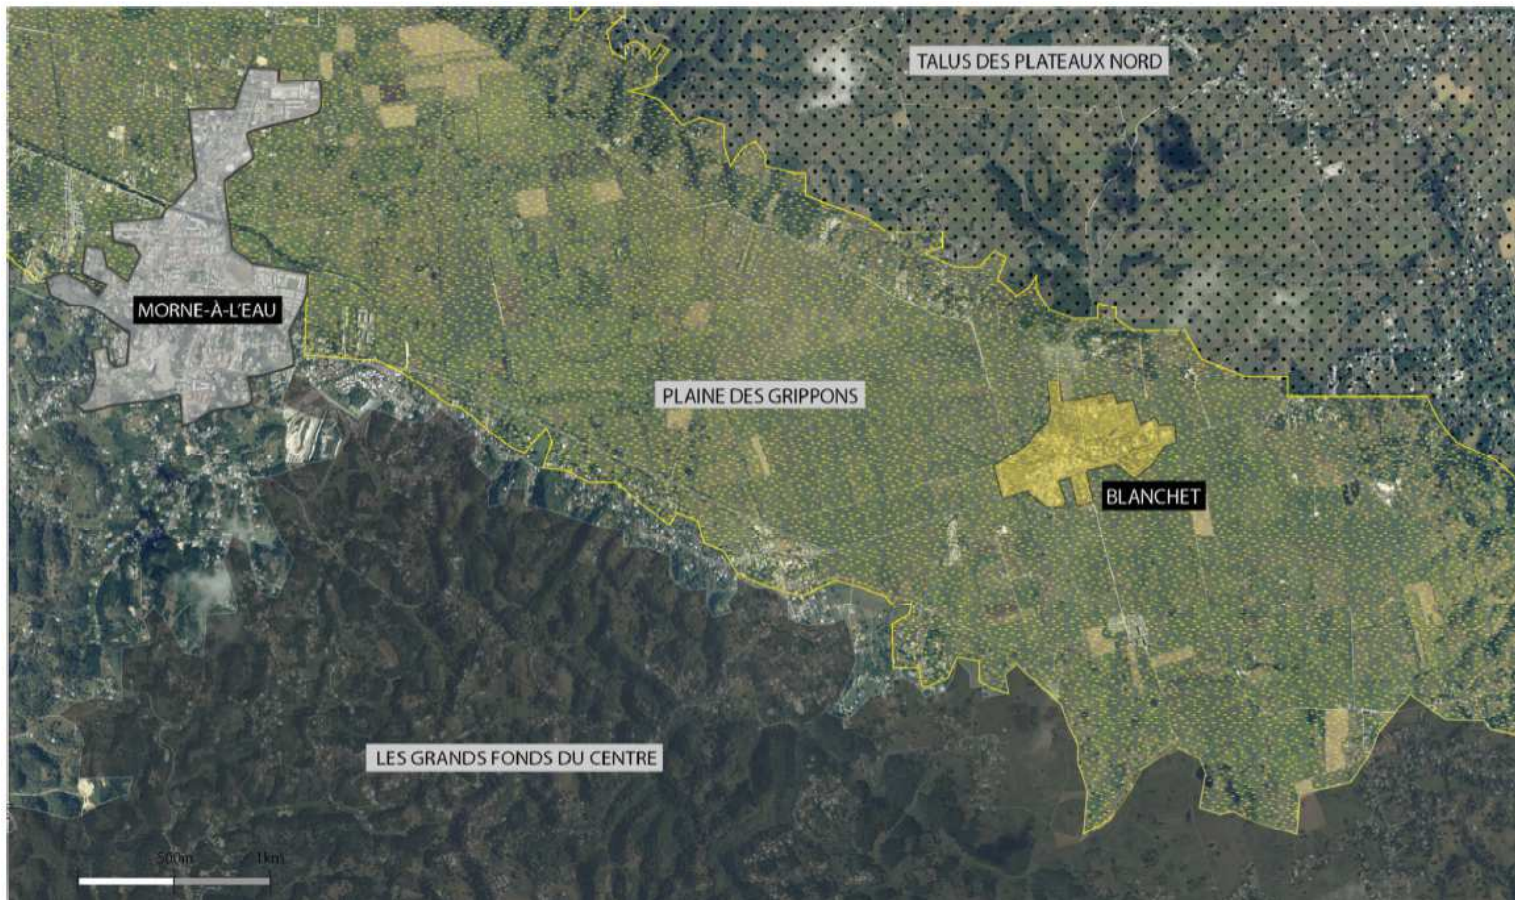 TALUS DES PLATEAUX NORD
MORNE-À-L'EAU
PLAINE DES GRIPPONS
BLANCHET
LES GRANDS FONDS DU CENTRE
500m 1km